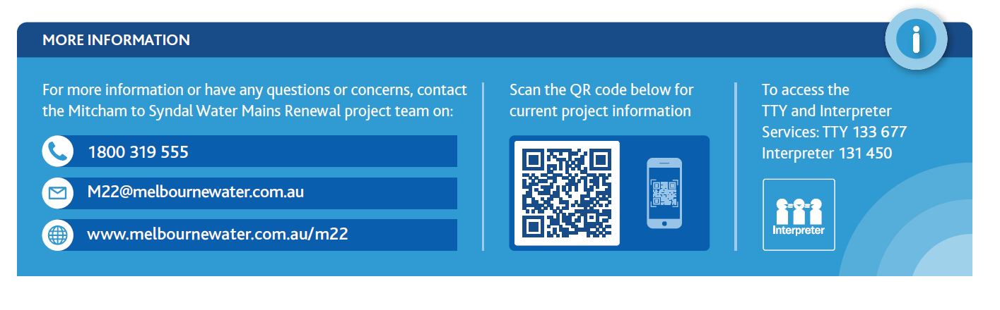 MORE INFORMATION
For more information or have any questions or concerns, contact
the Mitcham to Syndal Water Mains Renewal project team on:
1800 319 555
M22@melbournewater.com.au
www.melbournewater.com.au/m22
Scan the QR code below for
current project information
To access the
TTY and Interpreter
Services: TTY 133 677
Interpreter 131 450
Interpreter